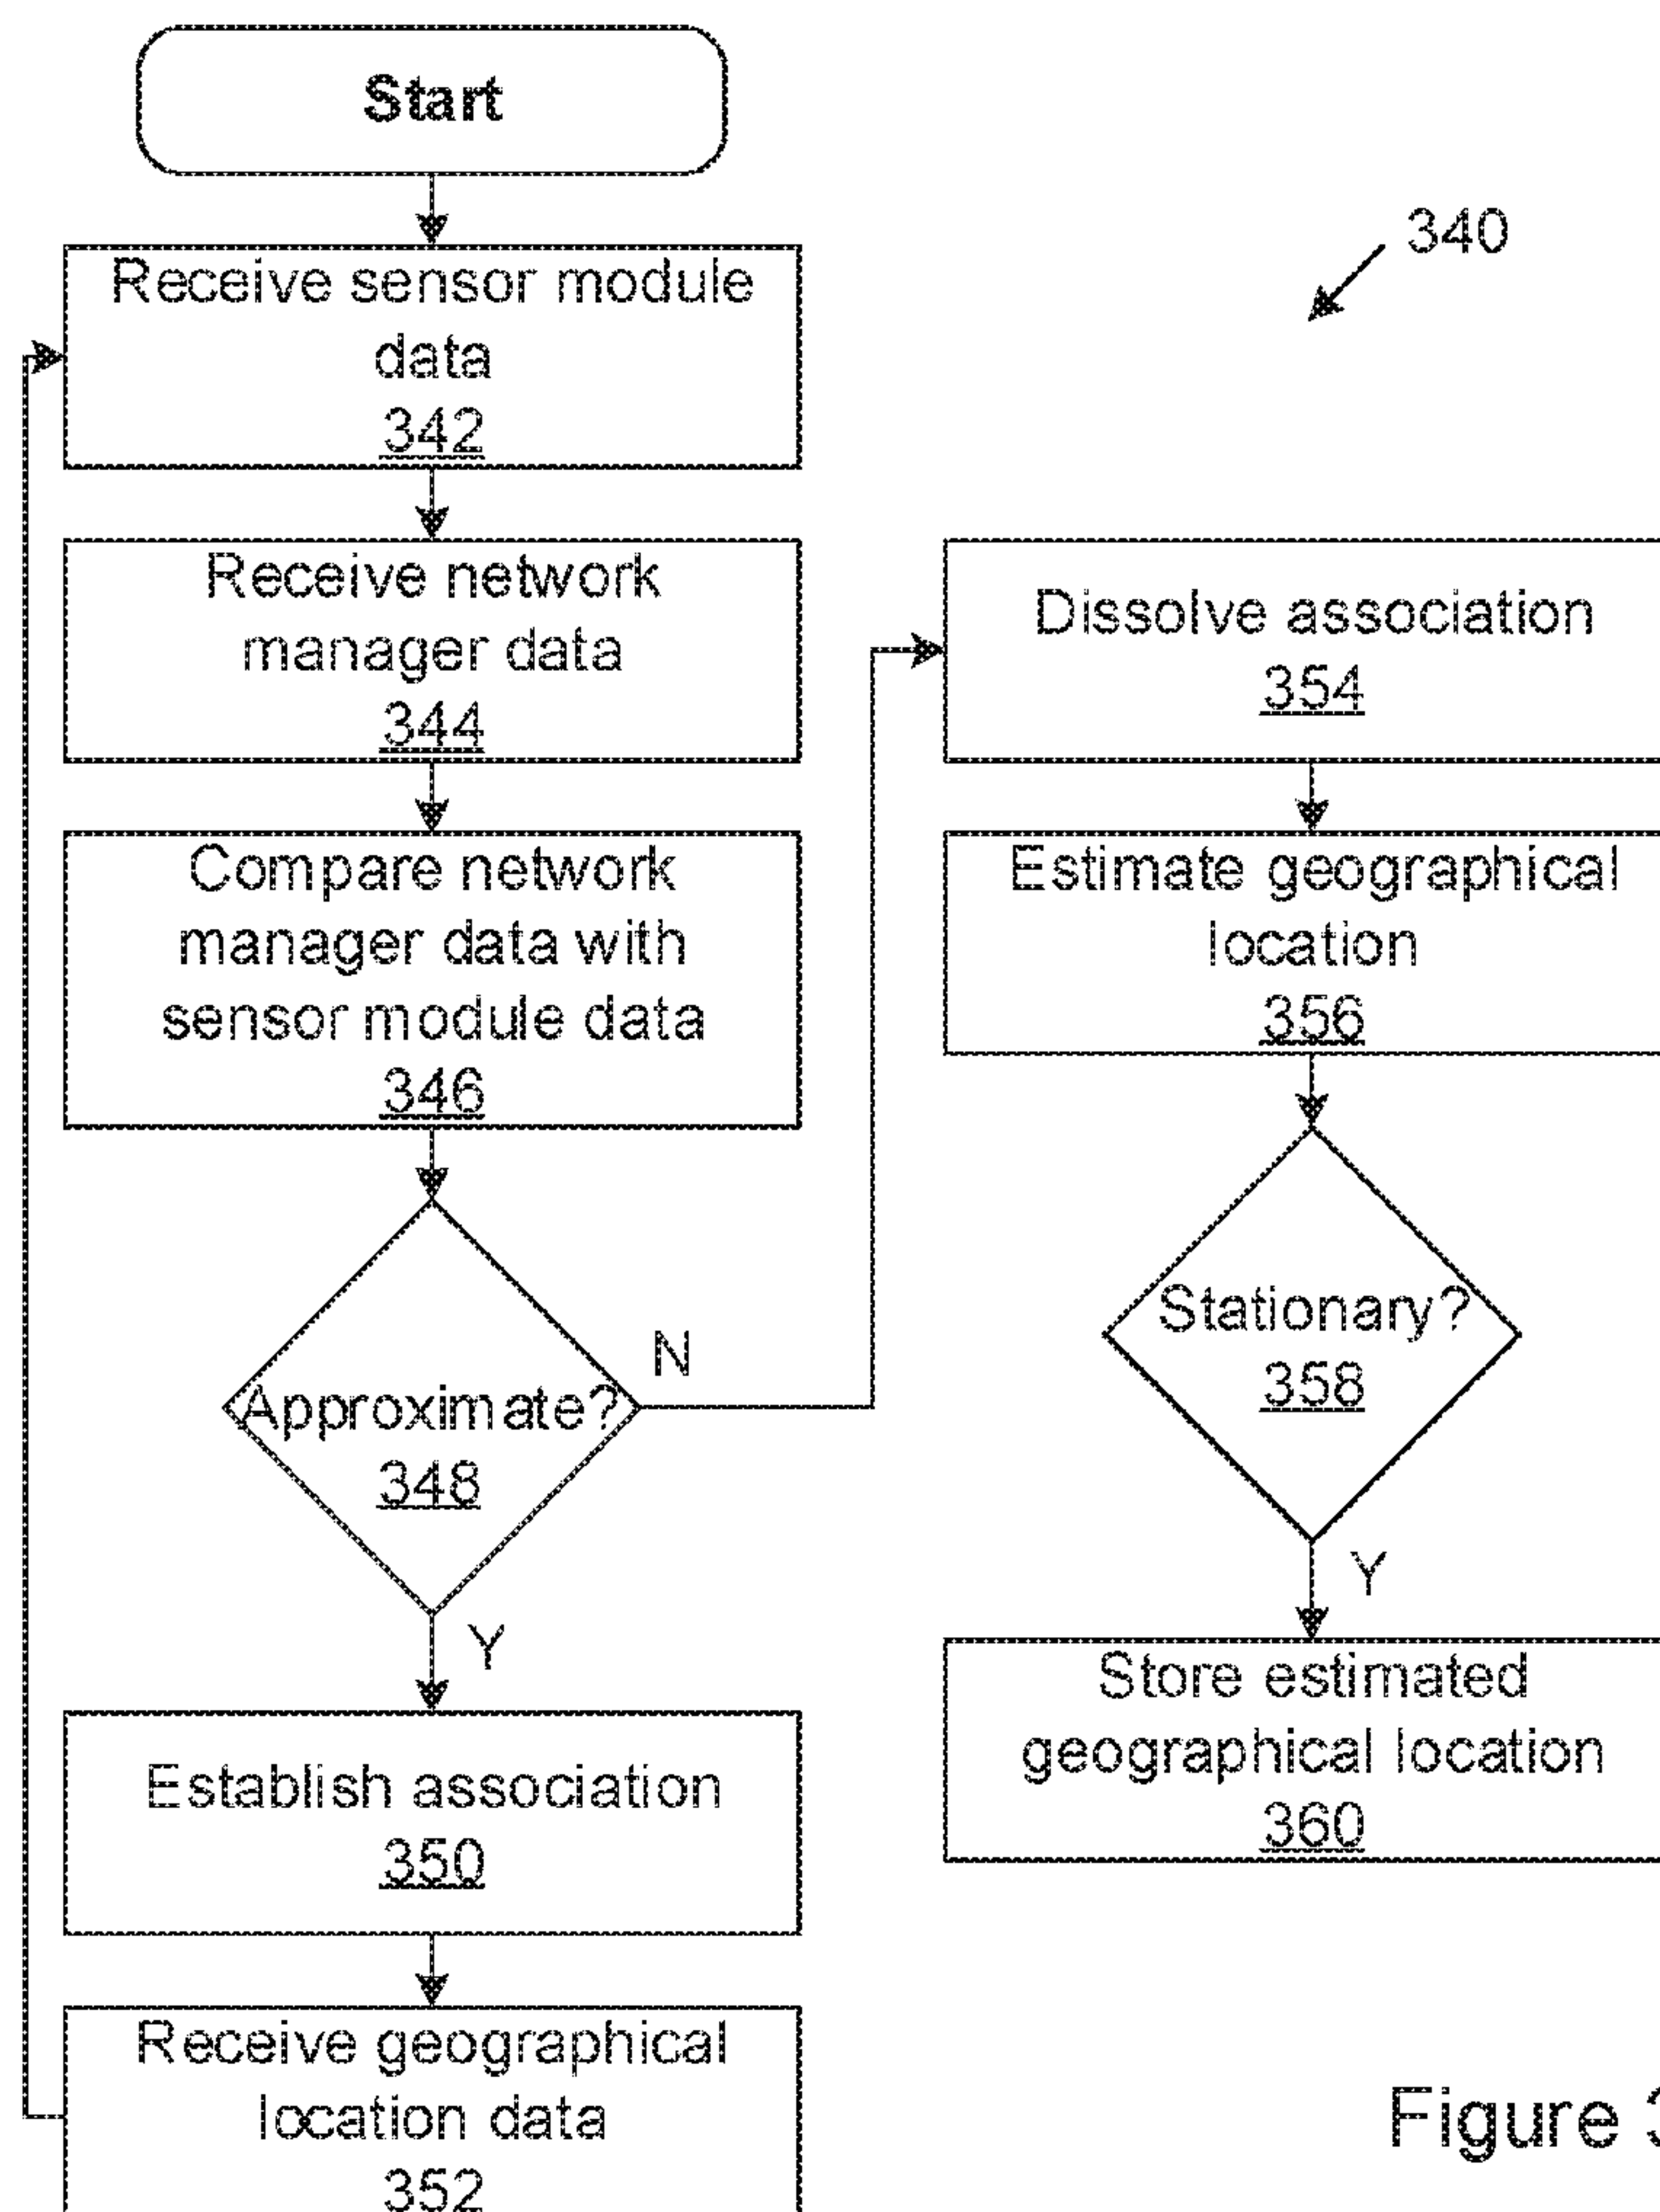 Start
340
Receive sensor module
data
342
Receive network
manager data
344
Compare network
manager data with
sensor module data
346
Approximate?
348
N
Y
Establish association
350
Receive geographical
location data
352
Dissolve association
354
Estimate geographical
location
356
Stationary?
358
Y
Store estimated
geographical location
360
Figure 3